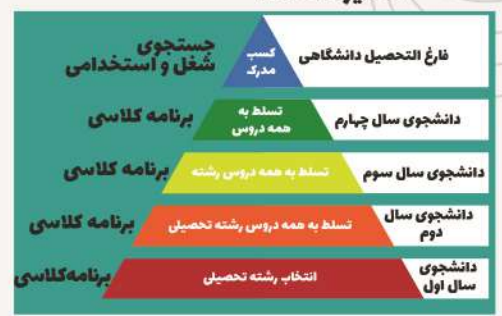 فارغ التحصیل دانشگاهی
کسب
مدرک
جستجوی
شغل و استخدامی
دانشجوی سال چهارم
تسلط به
همه دروس
برنامه کلاسی
دانشجوی سال سوم
تسلط به همه دروس رشته
برنامه کلاسی
دانشجوی سال
دوم
تسلط به همه دروس رشته تحصیلی
برنامه کلاسی
دانشجوی
سال اول
انتخاب رشته تحصیلی
برنامه‌کلاسی